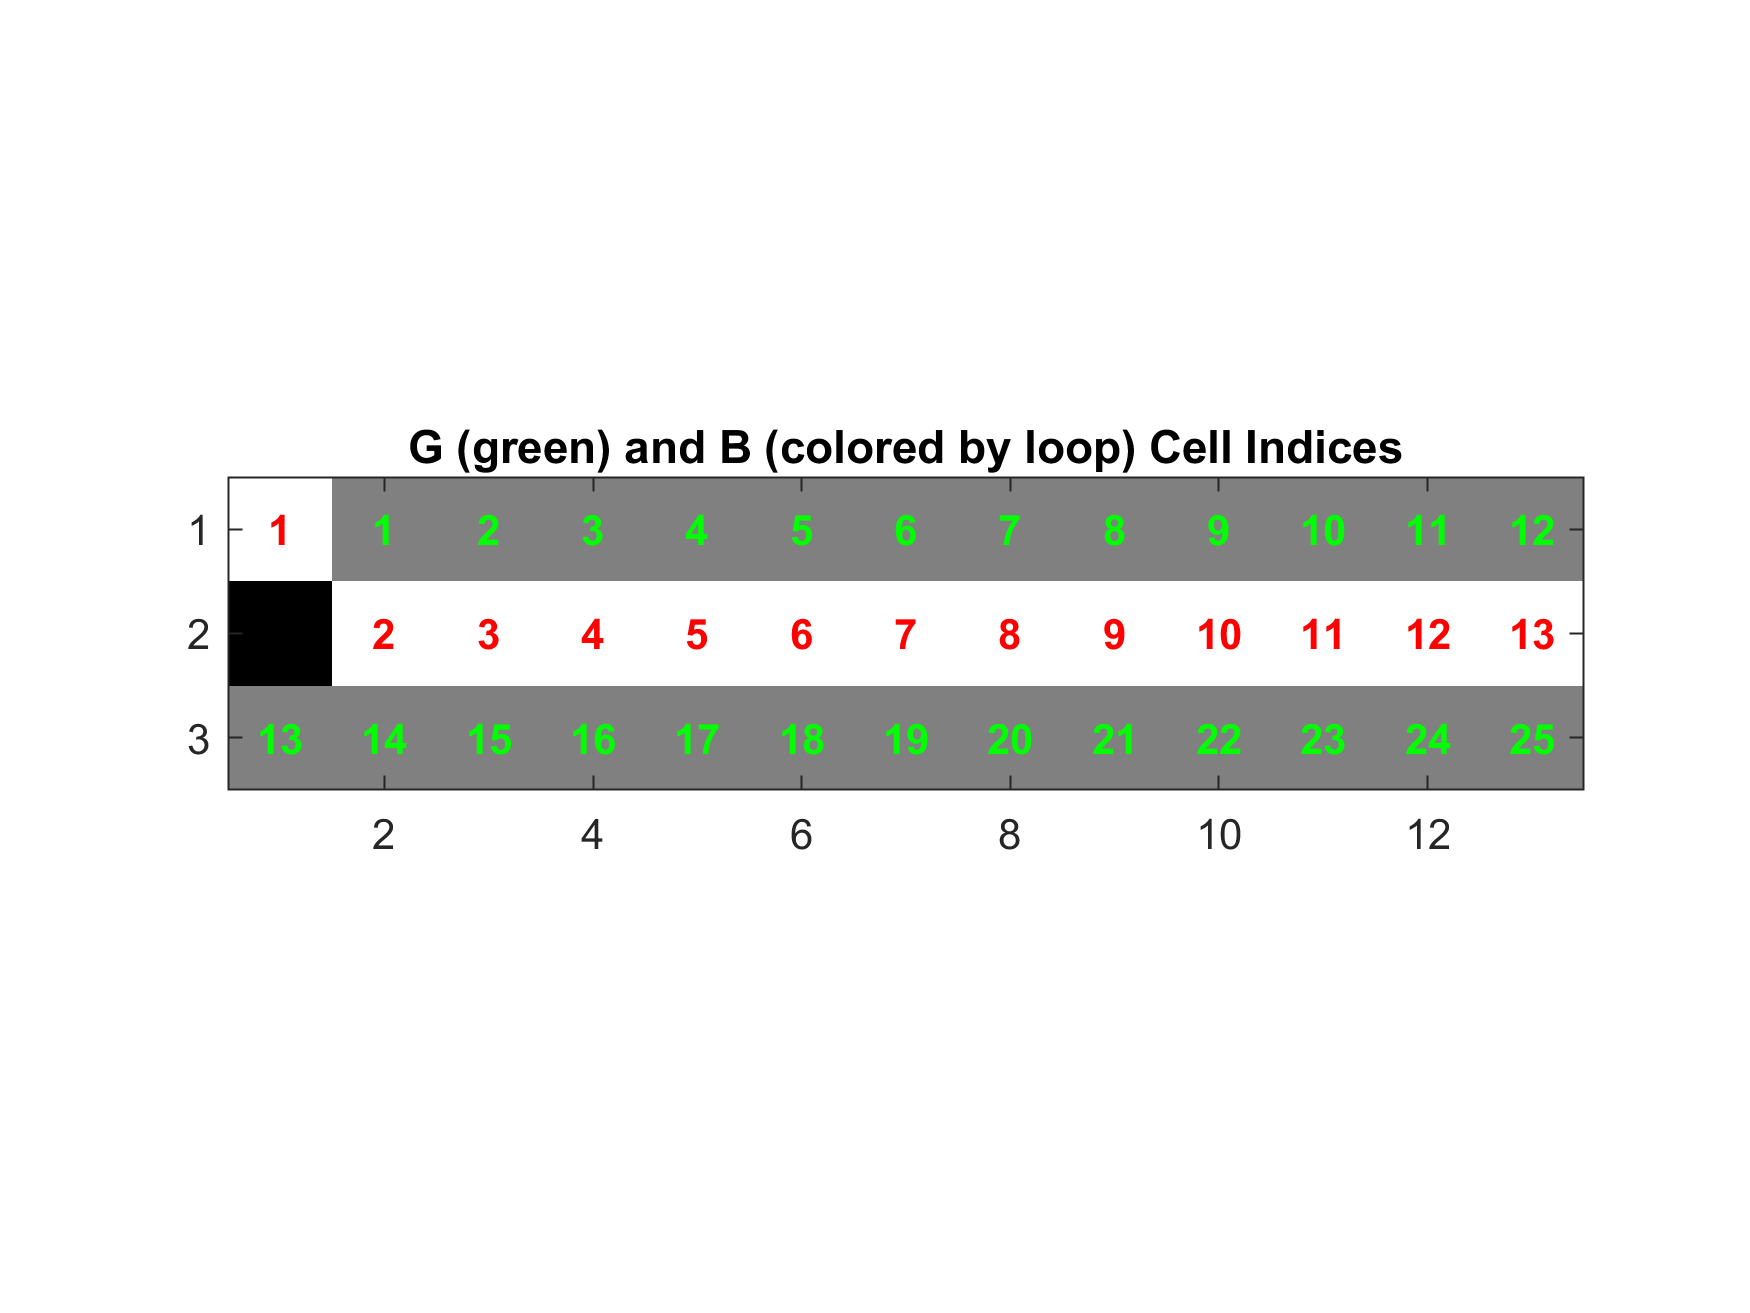 G (green) and B (colored by loop) Cell Indices
1 1 1 2 3 4 5 6 7 8 9 10 11 12
2 2 3 4 5 6 7 8 9 10 11 12 13
3 13 14 15 16 17 18 19 20 21 22 23 24 25
2 4 6 8 10 12